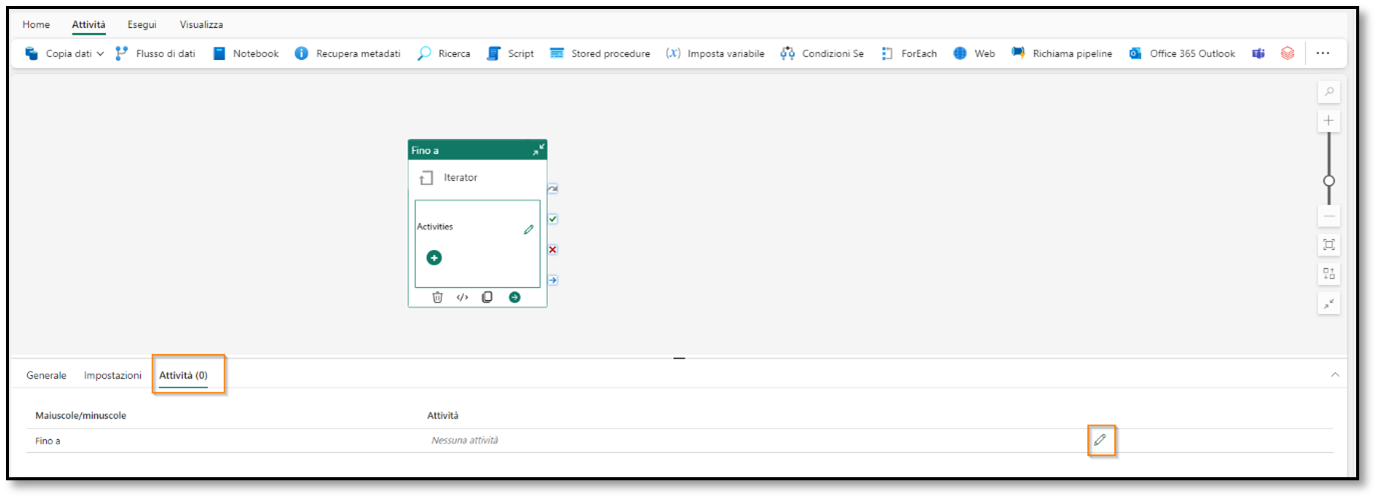 Home Attività Esegui Visualizza
Copia dati Flusso di dati Notebook Recupera metadati Ricerca Script Stored procedure (x) Imposta variabile Condizioni Se ForEach Web Richiama pipeline Office 365 Outlook ...
Fino a
Iterator
Activities
Generale Impostazioni Attività (0)
Maiuscole/minuscole Attività
Fino a Nessuna attività